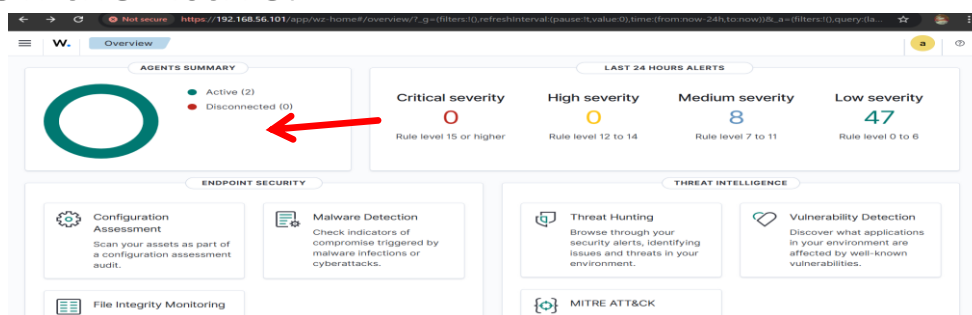 Not secure https://192.168.56.101/app/wz-home#/overview/?_g=(filters:!(),refreshInterval:(pause:!t,value:0),time:(from:now-24h,to:now))&_a=(filters:!(),query:(la...
W. Overview a
AGENTS SUMMARY
Active (2)
Disconnected (0)
LAST 24 HOURS ALERTS
Critical severity
0
Rule level 15 or higher
High severity
0
Rule level 12 to 14
Medium severity
8
Rule level 7 to 11
Low severity
47
Rule level 0 to 6
ENDPOINT SECURITY
Configuration
Assessment
Scan your assets as part of
a configuration assessment
audit.
Malware Detection
Check indicators of
compromise triggered by
malware infections or
cyberattacks.
File Integrity Monitoring
THREAT INTELLIGENCE
Threat Hunting
Browse through your
security alerts, identifying
issues and threats in your
environment.
Vulnerability Detection
Discover what applications
in your environment are
affected by well-known
vulnerabilities.
MITRE ATT&CK